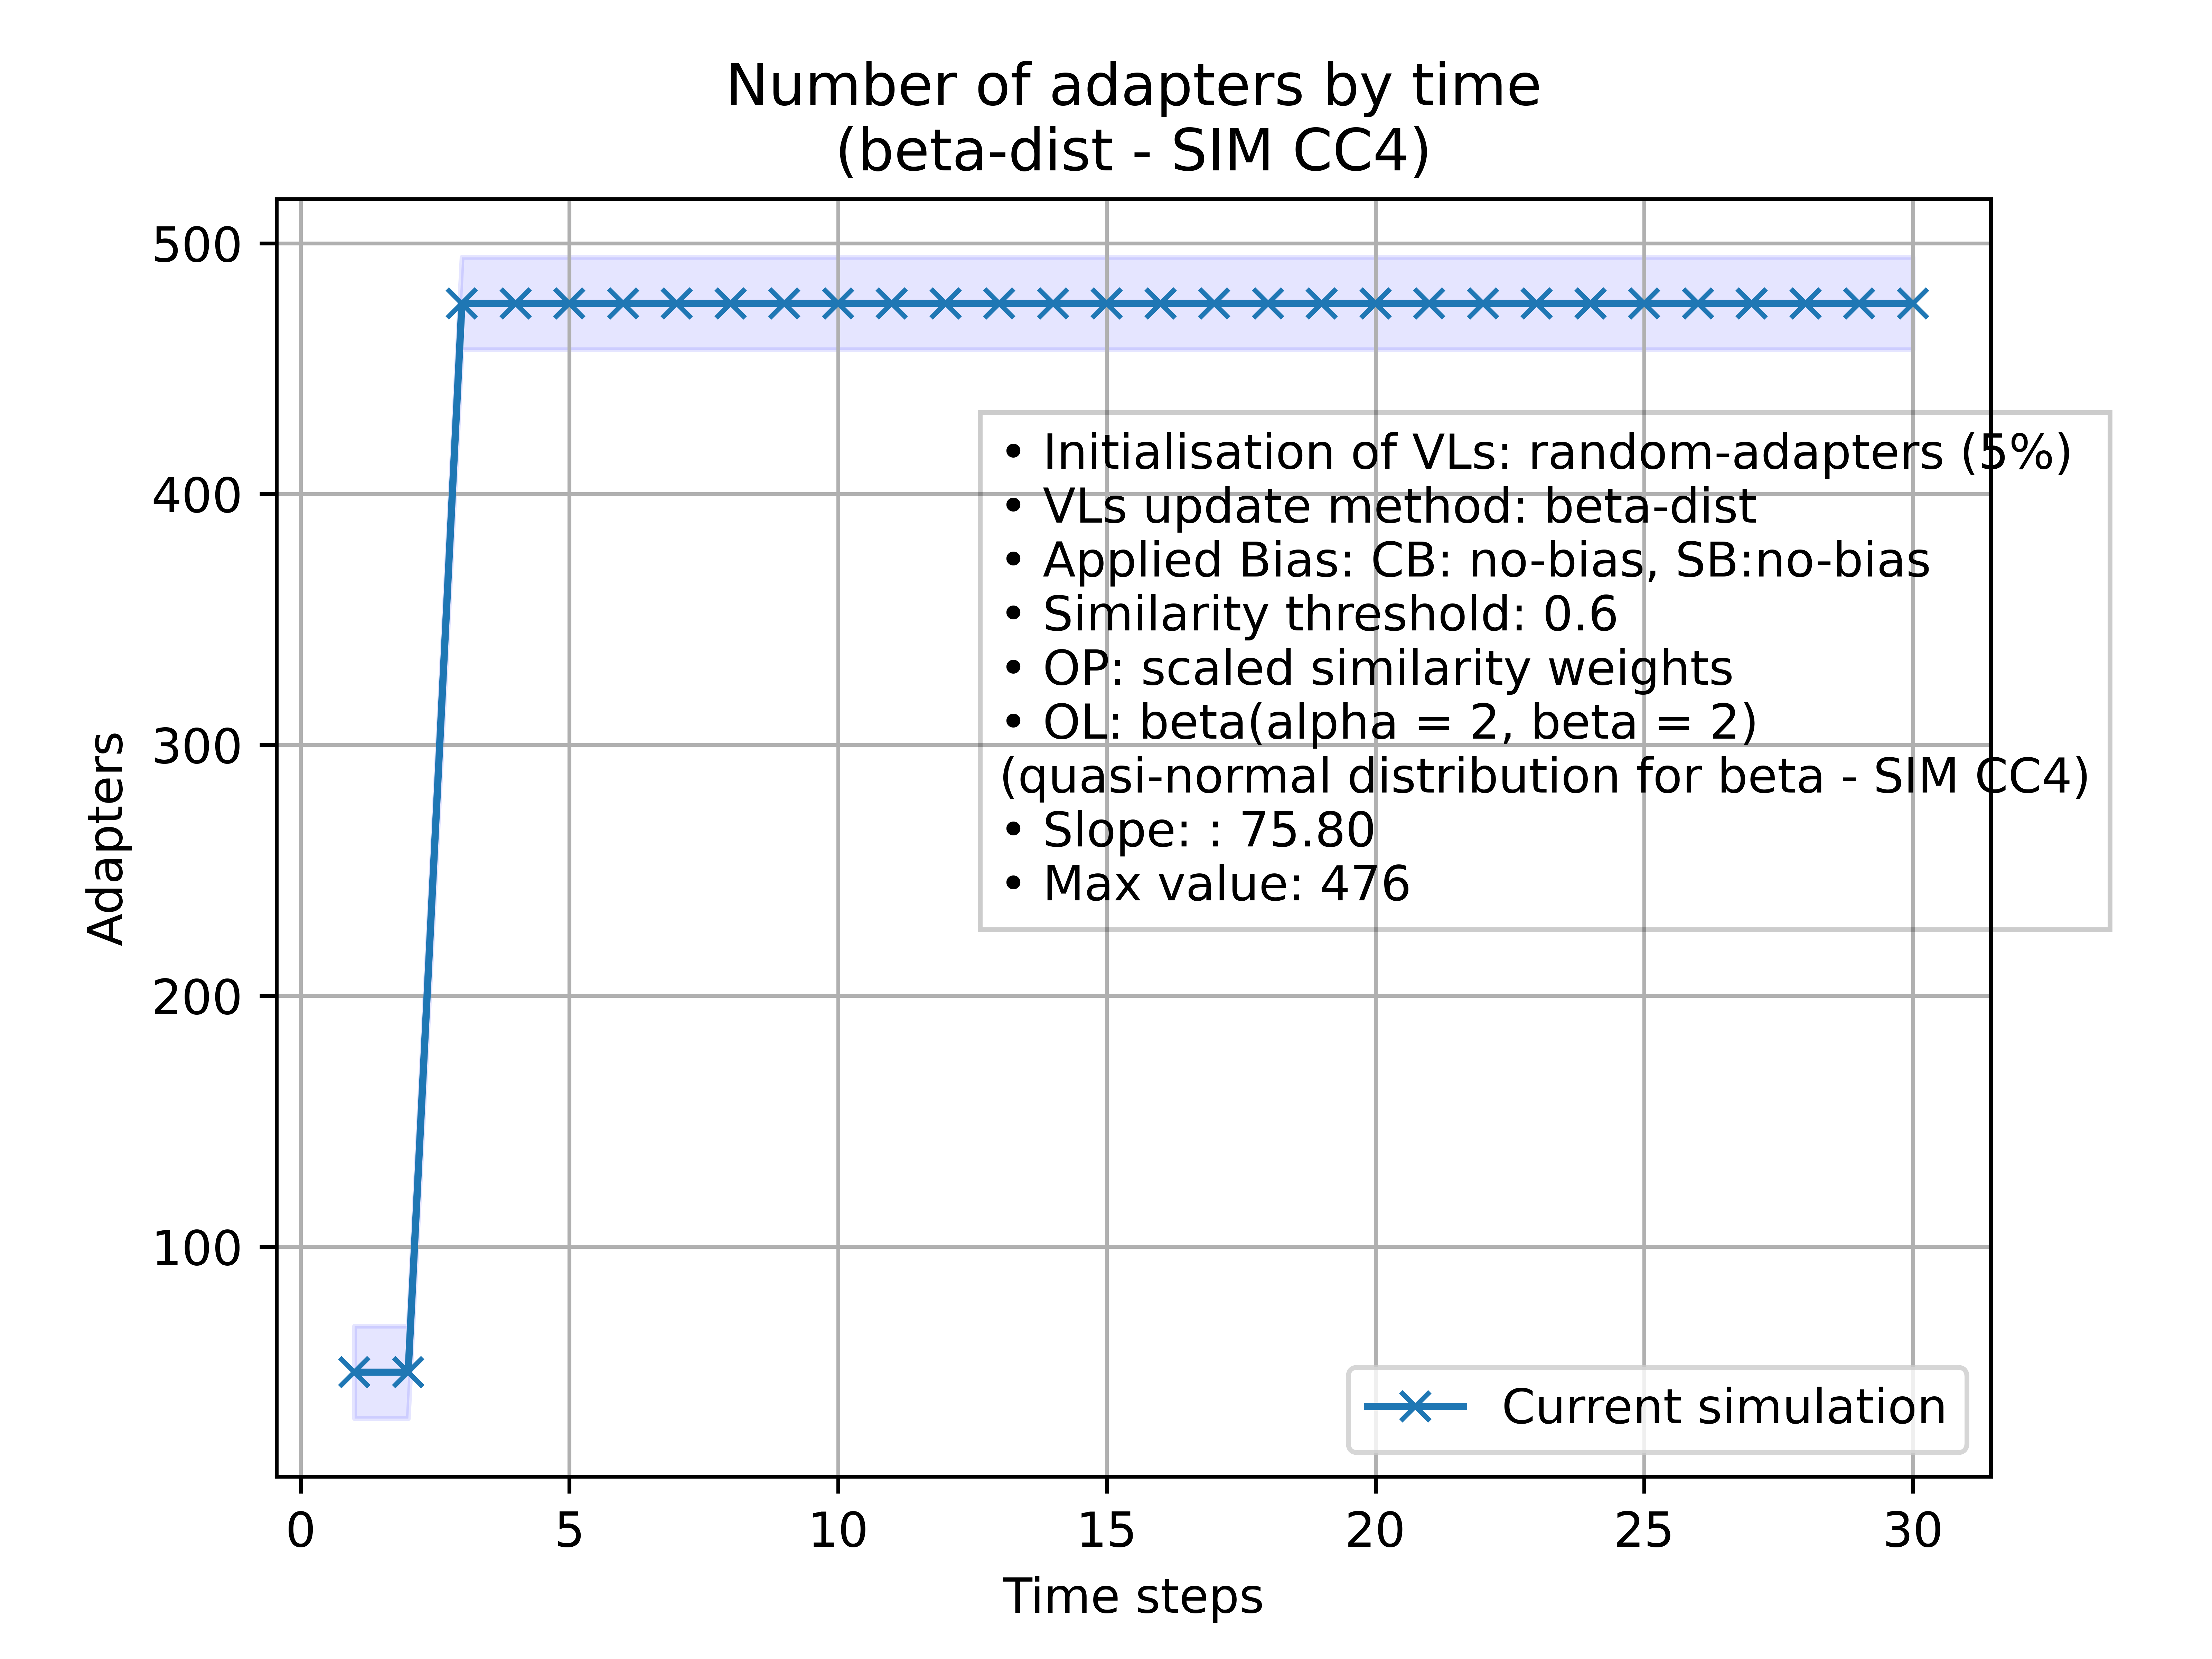 Number of adapters by time
(beta-dist - SIM CC4)
500
400
300
200
100
Adapters
• Initialisation of VLs: random-adapters (5%)
• VLs update method: beta-dist
• Applied Bias: CB: no-bias, SB:no-bias
• Similarity threshold: 0.6
• OP: scaled similarity weights
• OL: beta(alpha = 2, beta = 2)
(quasi-normal distribution for beta - SIM CC4)
• Slope: : 75.80
• Max value: 476
Current simulation
0 5 10 15 20 25 30
Time steps